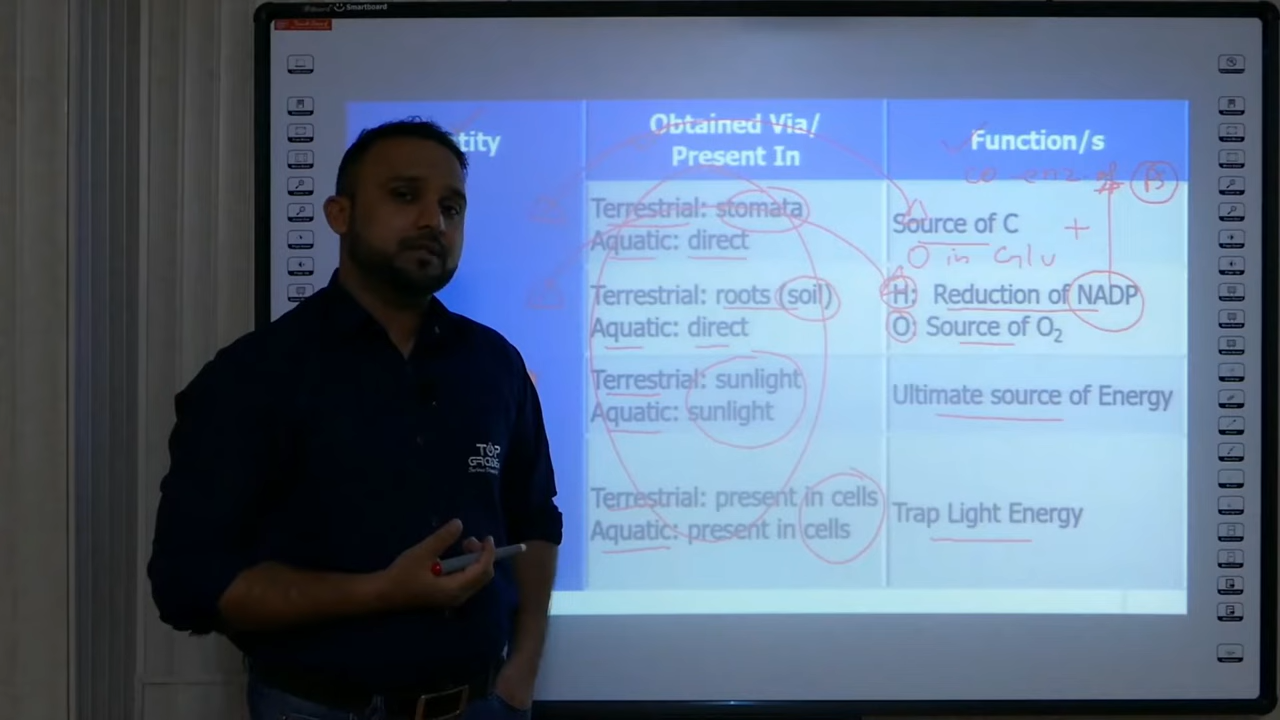 Smartboard
tity
Obtained Via/
Present In
Function/s
Terrestrial: stomata
Aquatic: direct
Source of C +
O in Glu
Terrestrial: roots (soil)
Aquatic: direct
H: Reduction of NADP
O: Source of O₂
Terrestrial: sunlight
Aquatic: sunlight
Ultimate source of Energy
Terrestrial: present in cells
Aquatic: present in cells
Trap Light Energy
TOP
GRADE